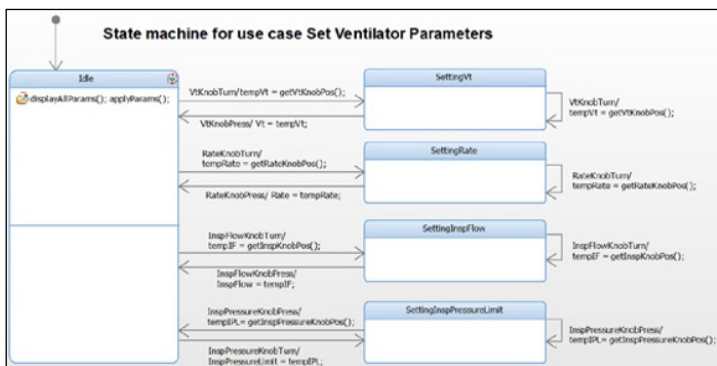 State machine for use case Set Ventilator Parameters
Idle
displayAllParams(); applyParams();
SettingVt
VtKnobTurn/tempVt = getVtKnobPos();
VtKnobPress/ Vt = tempVt;
VtKnobTurn/
tempVt = getVtKnobPos();
SettingRate
RateKnobTurn/
tempRate = getRateKnobPos();
RateKnobPress/ Rate = tempRate;
RateKnobTurn/
tempRate = getRateKnobPos();
SettingInspFlow
InspFlowKnobTurn/
tempIF = getInspKnobPos();
InspFlowKnobPress/
InspFlow = tempIF;
InspFlowKnobTurn/
tempIF = getInspKnobPos();
SettingInspPressureLimit
InspPressureKnobPress/
tempIPL= getInspPressureKnobPos();
InspPressureKnobTurn/
InspPressureLimit = tempIPL;
InspPressureKnobPress/
tempIPL= getInspPressureKnobPos();